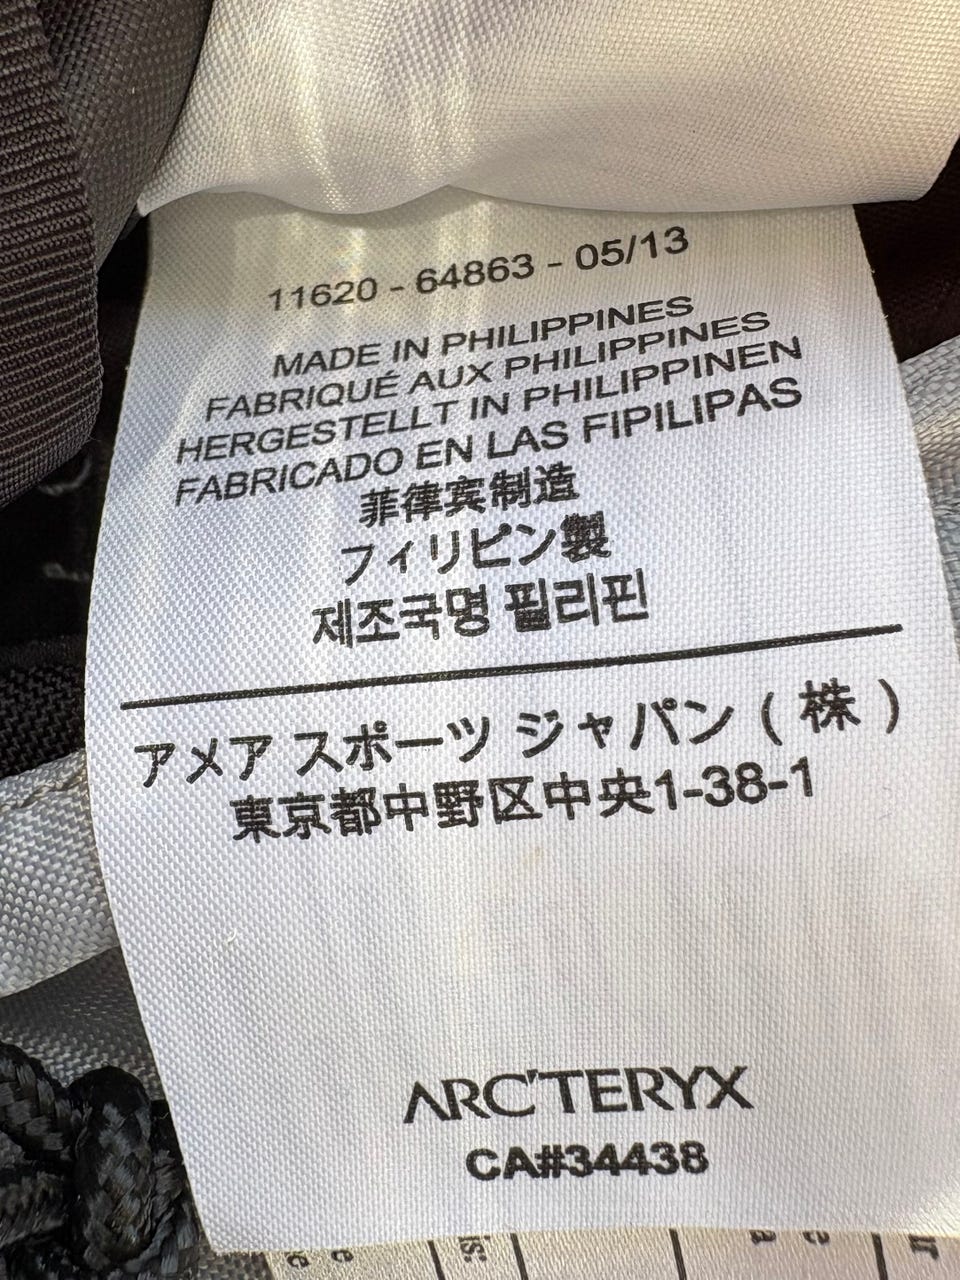 11620 - 64863 - 05/13
MADE IN PHILIPPINES
FABRIQUÉ AUX PHILIPPINES
HERGESTELLT IN PHILIPPINEN
FABRICADO EN LAS FIPILIPAS
菲律宾制造
フィリピン製
제조국명 필리핀
アメア スポーツ ジャパン ( 株 )
東京都中野区中央1-38-1
ARC'TERYX
CA#34438